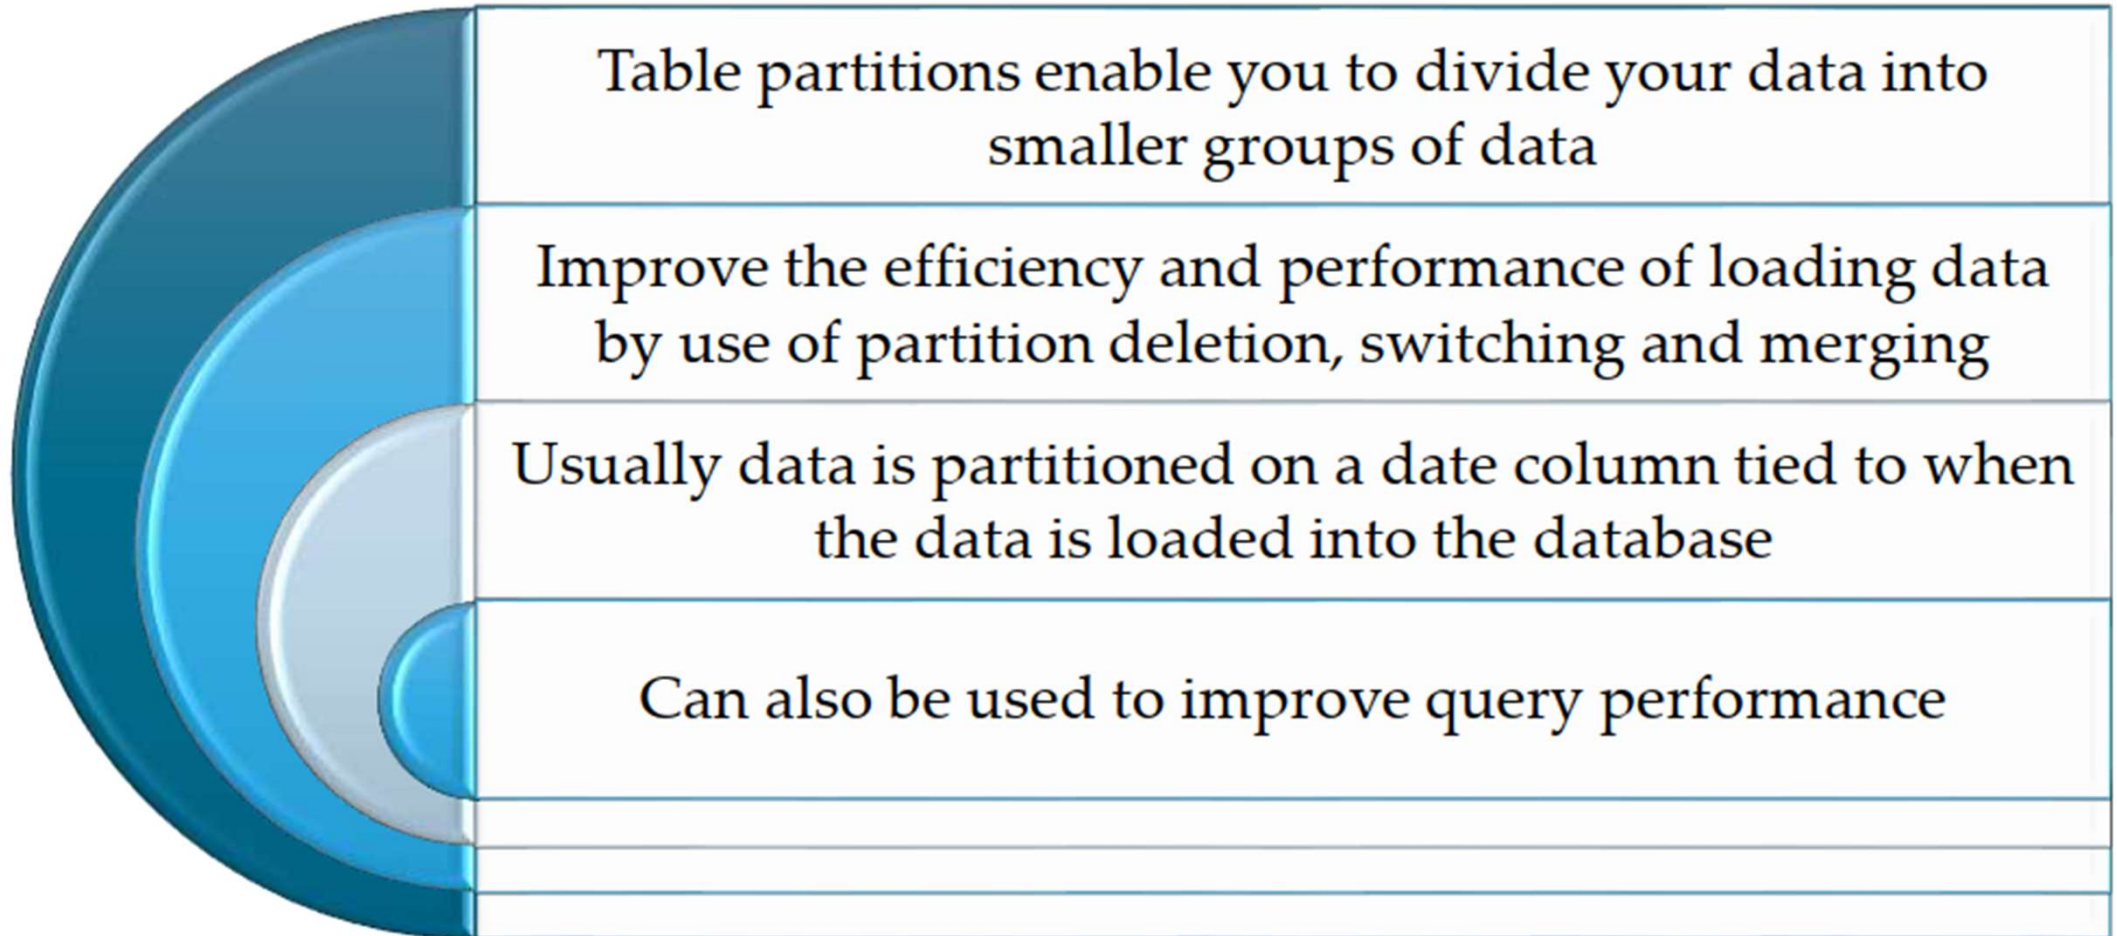 Table partitions enable you to divide your data into
smaller groups of data
Improve the efficiency and performance of loading data
by use of partition deletion, switching and merging
Usually data is partitioned on a date column tied to when
the data is loaded into the database
Can also be used to improve query performance